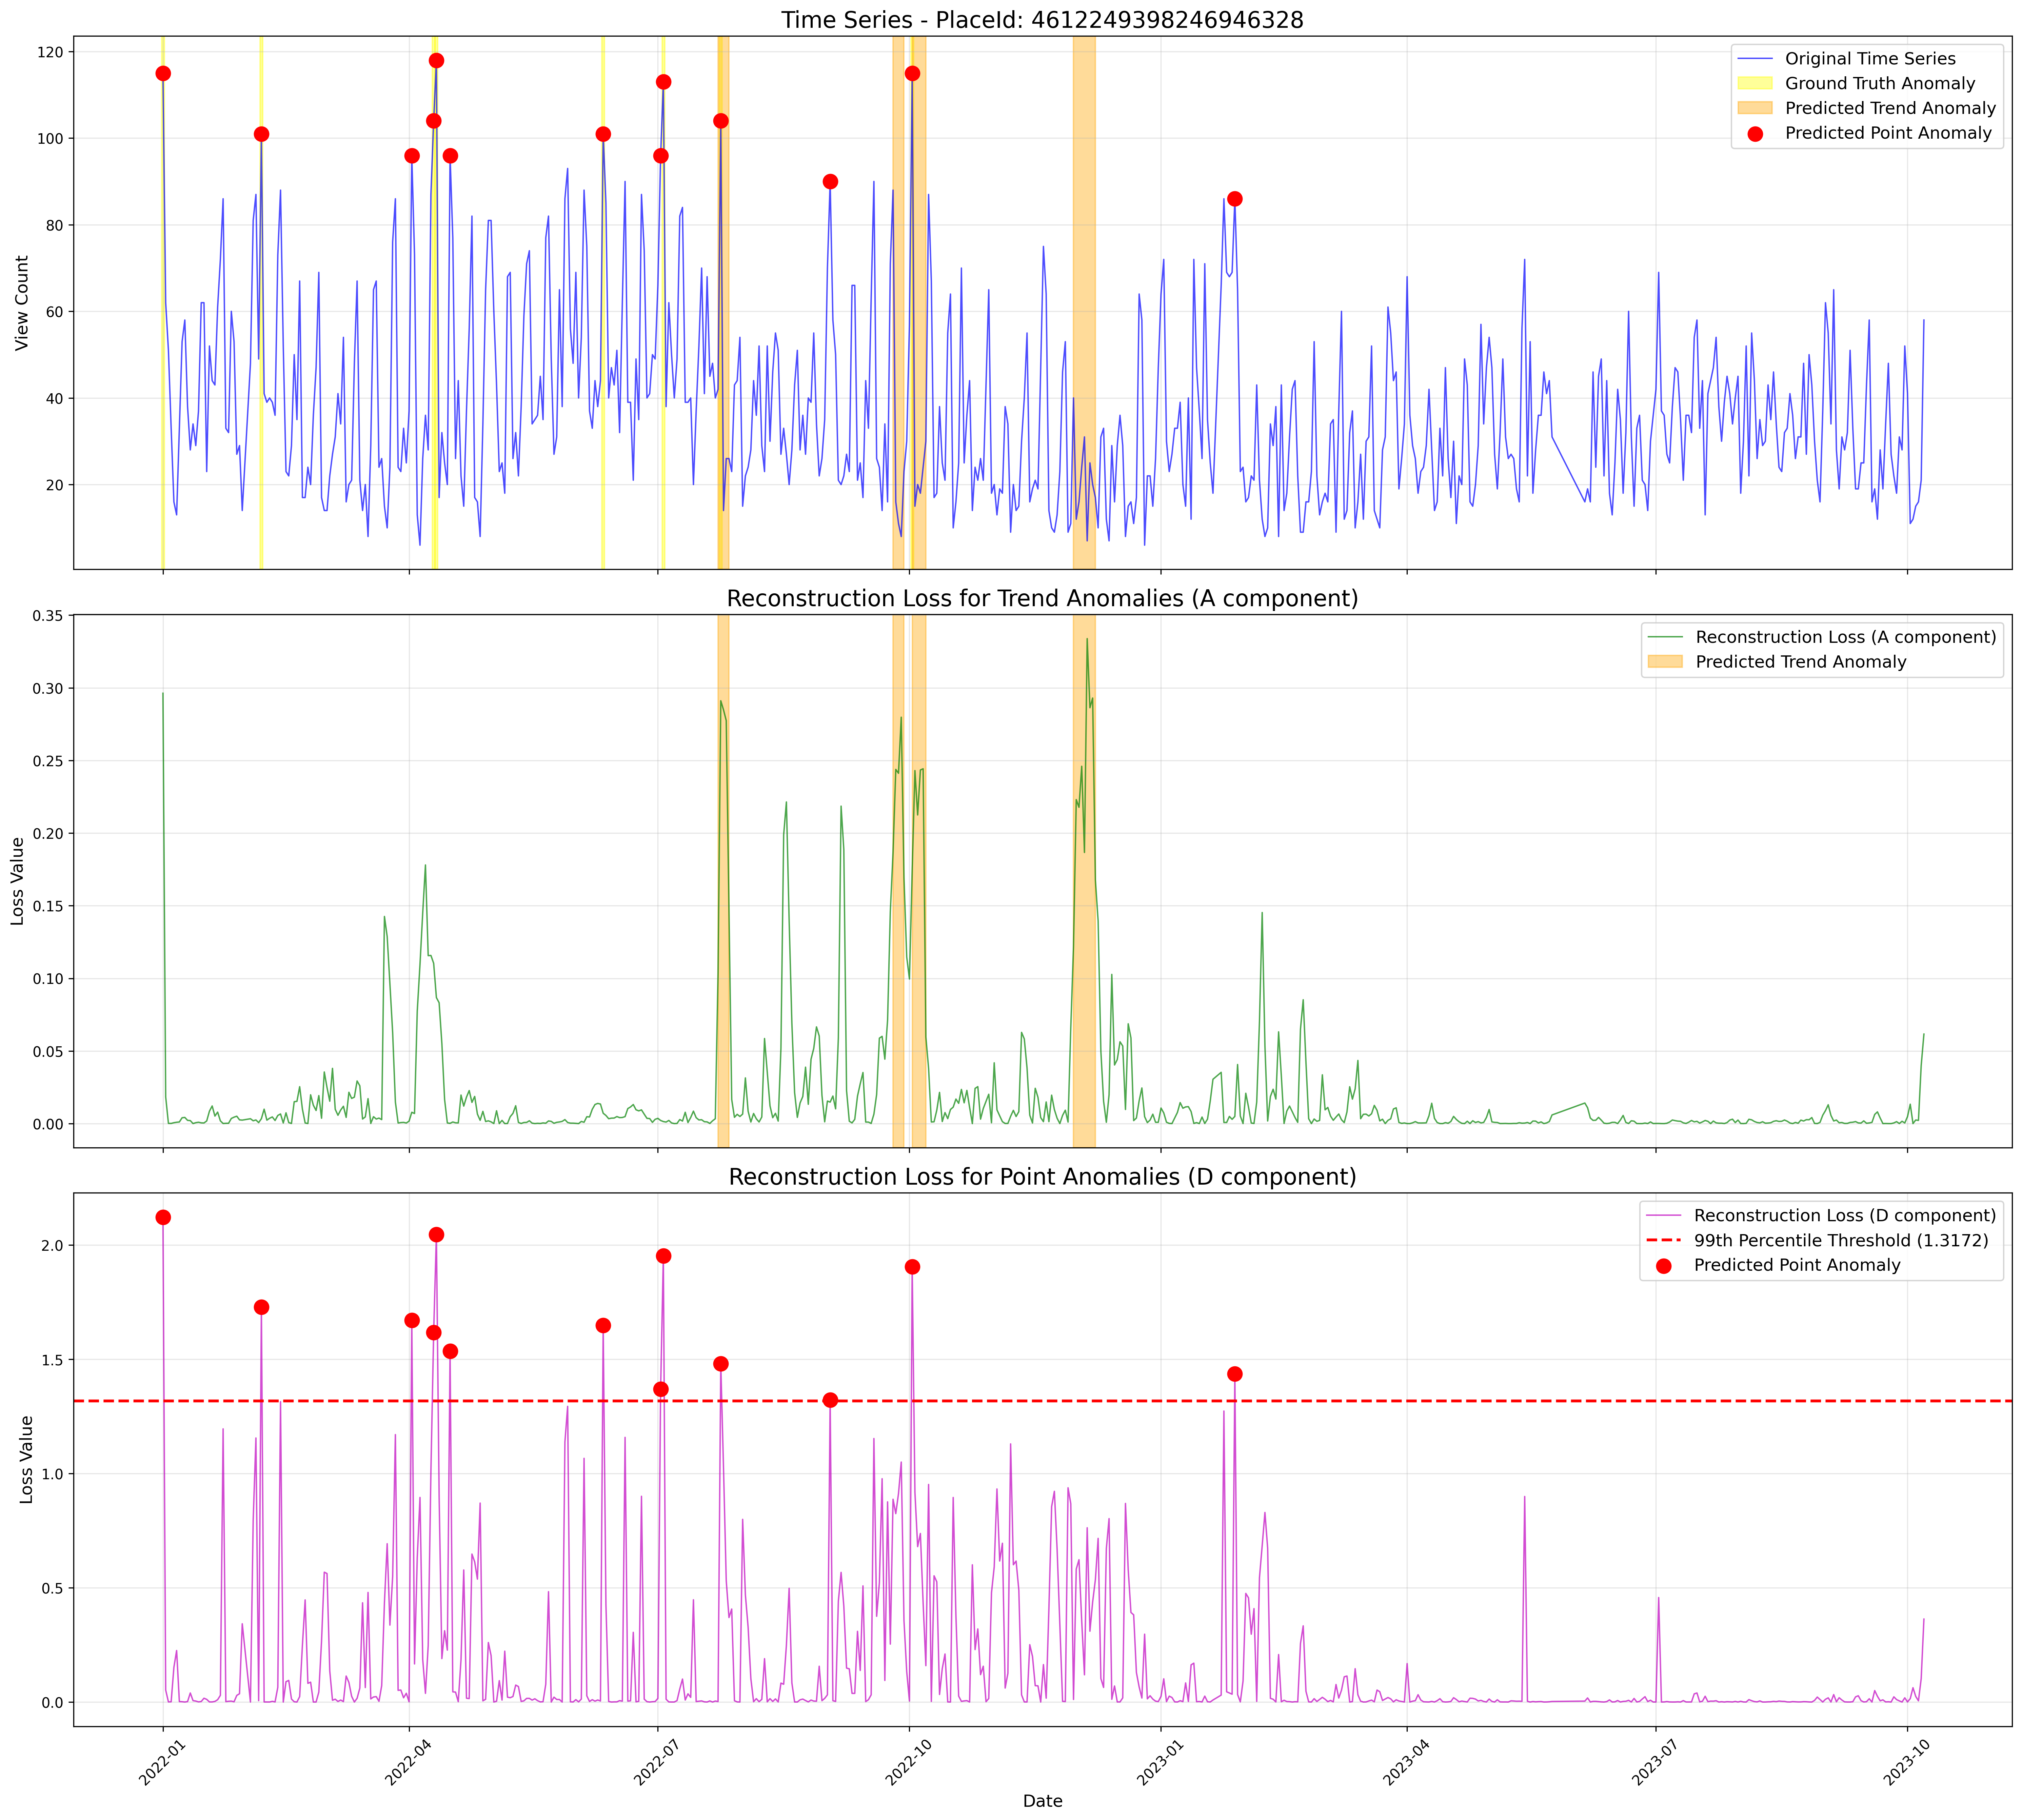 Time Series - PlaceId: 4612249398246946328
120
100
80
60
40
20
View Count
Original Time Series
Ground Truth Anomaly
Predicted Trend Anomaly
Predicted Point Anomaly
Reconstruction Loss for Trend Anomalies (A component)
0.35
0.30
0.25
0.20
0.15
0.10
0.05
0.00
Loss Value
Reconstruction Loss (A component)
Predicted Trend Anomaly
Reconstruction Loss for Point Anomalies (D component)
2.0
1.5
1.0
0.5
0.0
Loss Value
Reconstruction Loss (D component)
99th Percentile Threshold (1.3172)
Predicted Point Anomaly
2022-01
2022-04
2022-07
2022-10
2023-01
2023-04
2023-07
2023-10
Date